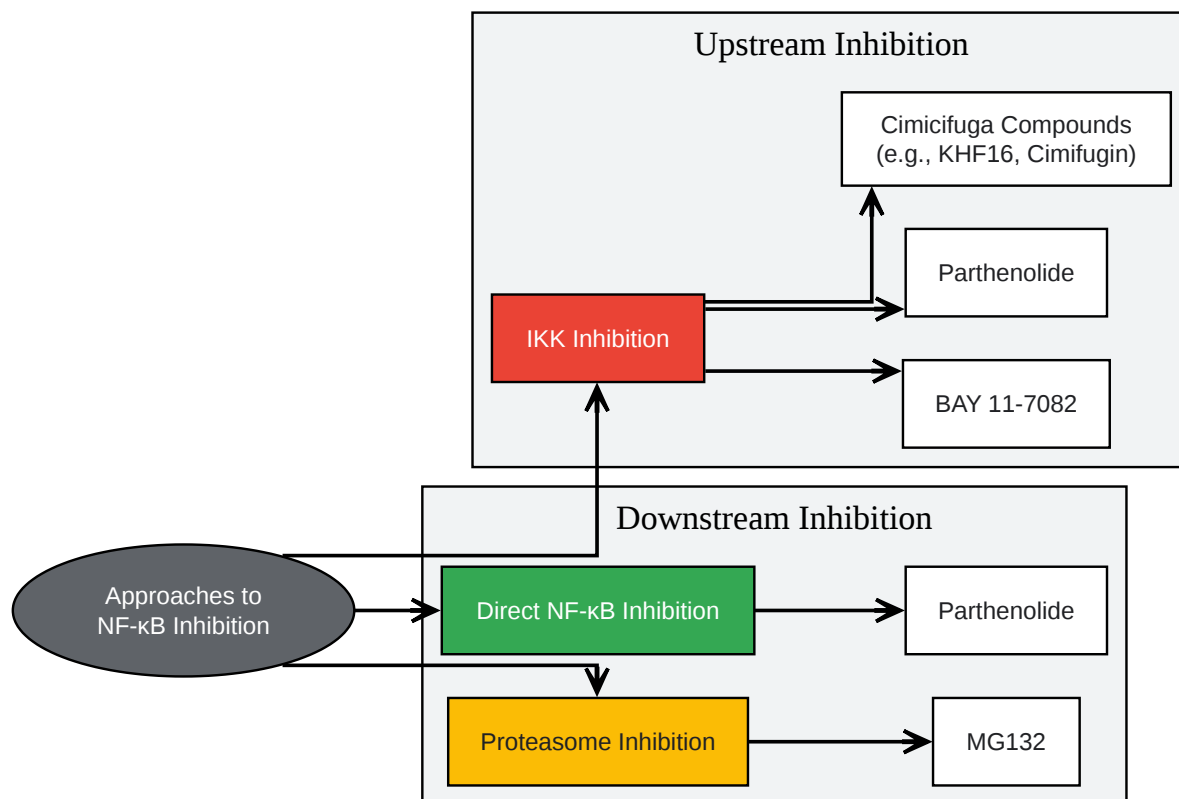 Upstream Inhibition
Cimicifuga Compounds
(e.g., KHF16, Cimifugin)
Parthenolide
IKK Inhibition
BAY 11-7082
Downstream Inhibition
Approaches to
NF-κB Inhibition
Direct NF-κB Inhibition
Parthenolide
Proteasome Inhibition
MG132